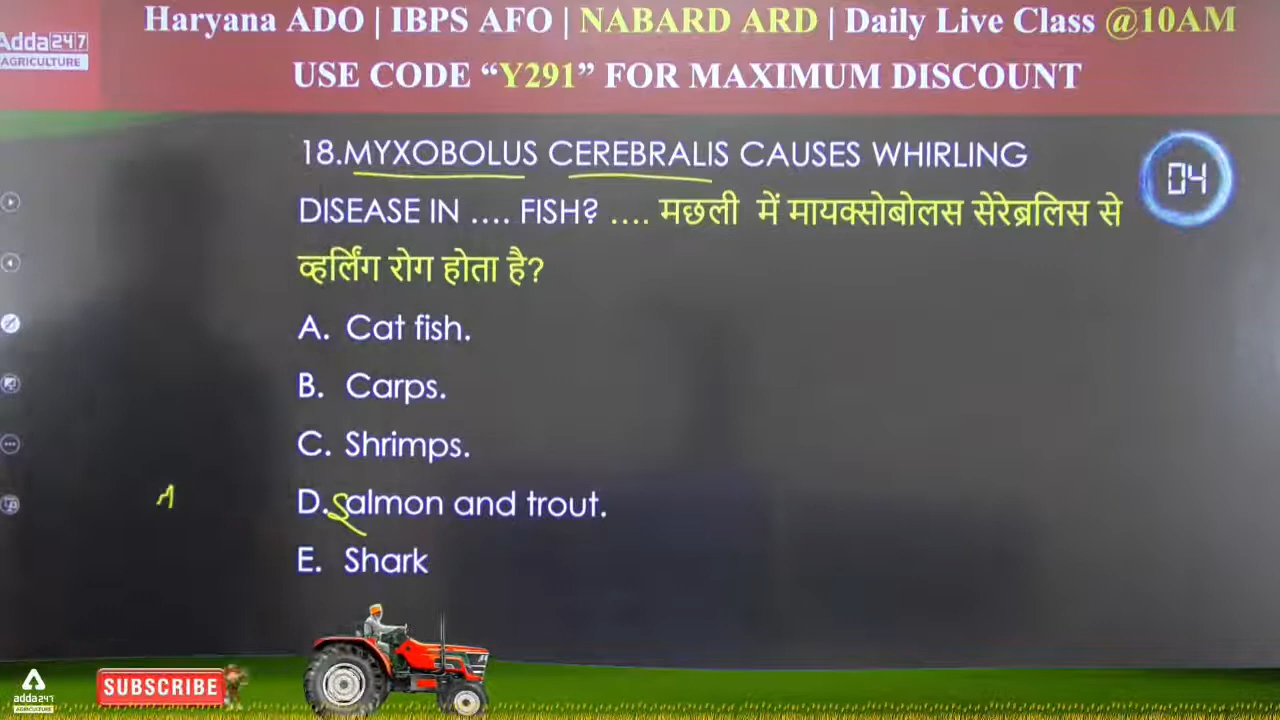 Haryana ADO | IBPS AFO | NABARD ARD | Daily Live Class @10AM
Adda247
AGRICULTURE
USE CODE “Y291” FOR MAXIMUM DISCOUNT
18.MYXOBOLUS CEREBRALIS CAUSES WHIRLING
04
DISEASE IN .... FISH? .... मछली में मायक्सोबोलस सेरेब्रलिस से
व्हर्लिंग रोग होता है?
A. Cat fish.
B. Carps.
C. Shrimps.
D. Salmon and trout.
E. Shark
adda247
AGRICULTURE
SUBSCRIBE